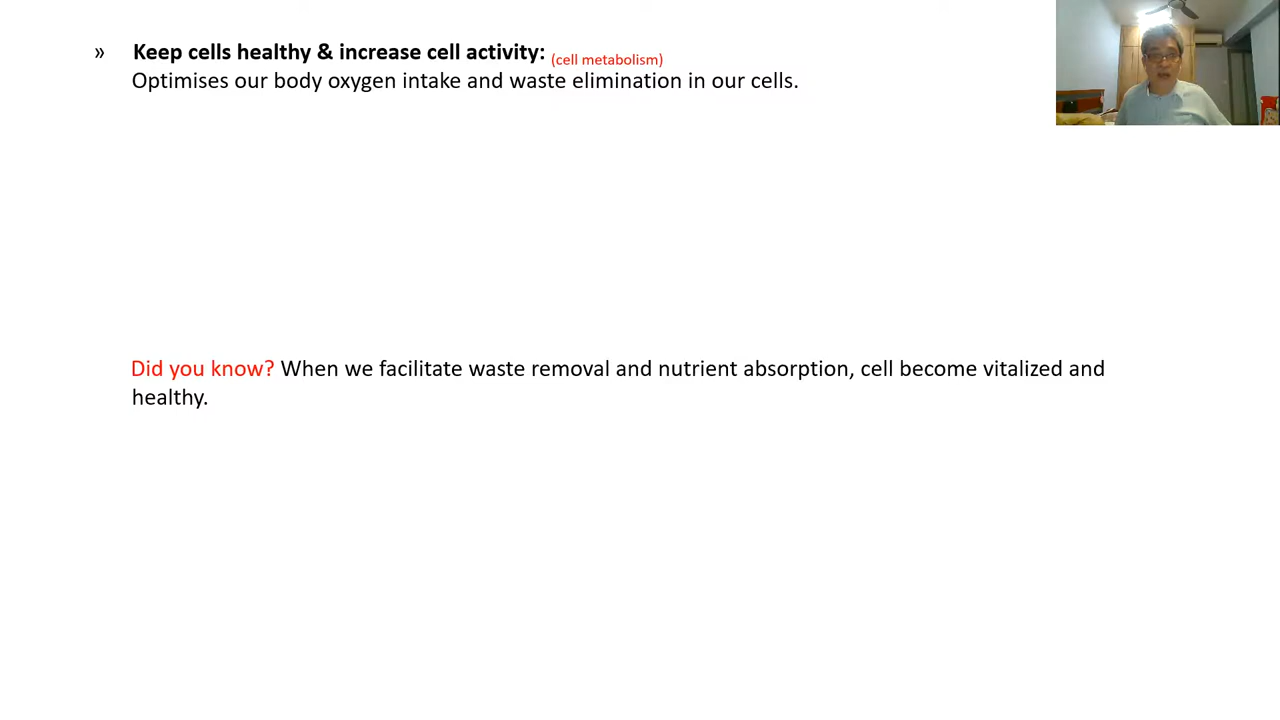 » Keep cells healthy & increase cell activity: (cell metabolism)
Optimises our body oxygen intake and waste elimination in our cells.
Did you know? When we facilitate waste removal and nutrient absorption, cell become vitalized and
healthy.